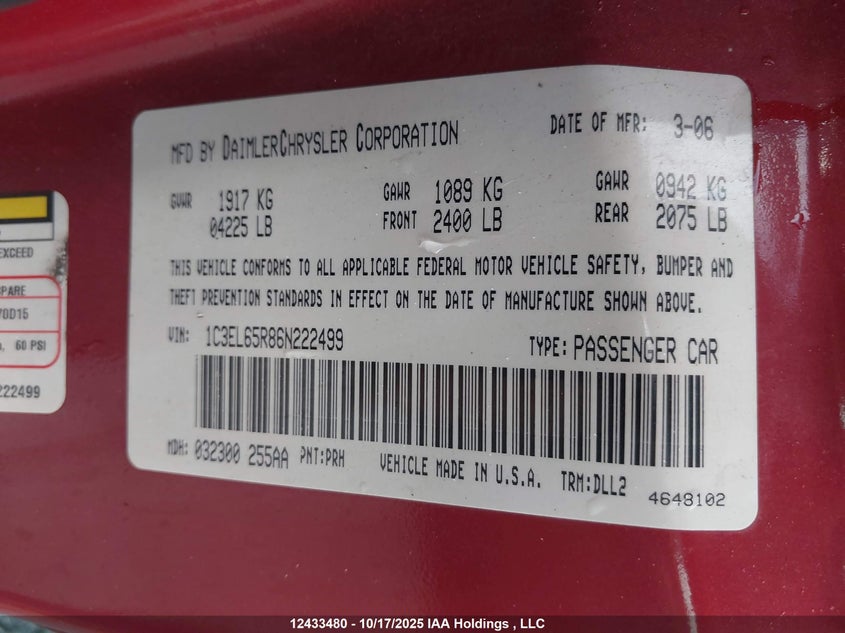 MFD BY DAIMLERCHRYSLER CORPORATION DATE OF MFR: 3-06
GVWR 1917 KG GAWR 1089 KG GAWR 0942 KG
04225 LB FRONT 2400 LB REAR 2075 LB
THIS VEHICLE CONFORMS TO ALL APPLICABLE FEDERAL MOTOR VEHICLE SAFETY, BUMPER AND
THEFT PREVENTION STANDARDS IN EFFECT ON THE DATE OF MANUFACTURE SHOWN ABOVE.
VIN: 1C3EL65R86N222499 TYPE: PASSENGER CAR
MDH: 032300 255AA PNT:PRH VEHICLE MADE IN U.S.A. TRM:DLL2
4648102
EXCEED
SPARE
70D15
60 PSI
222499
12433480 - 10/17/2025 IAA Holdings , LLC